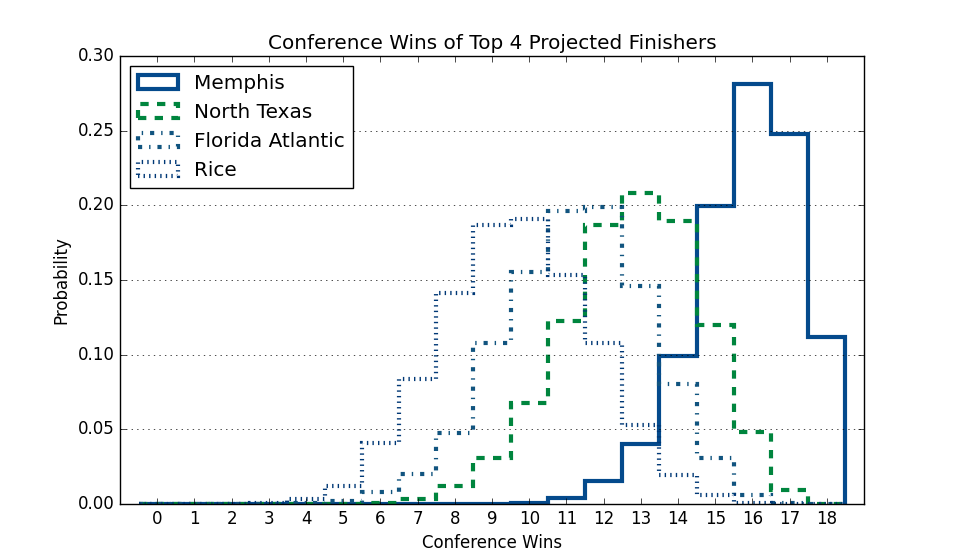 Conference Wins of Top 4 Projected Finishers
0.30
0.25
0.20
0.15
0.10
0.05
0.00
Probability
Memphis
North Texas
Florida Atlantic
Rice
0 1 2 3 4 5 6 7 8 9 10 11 12 13 14 15 16 17 18
Conference Wins